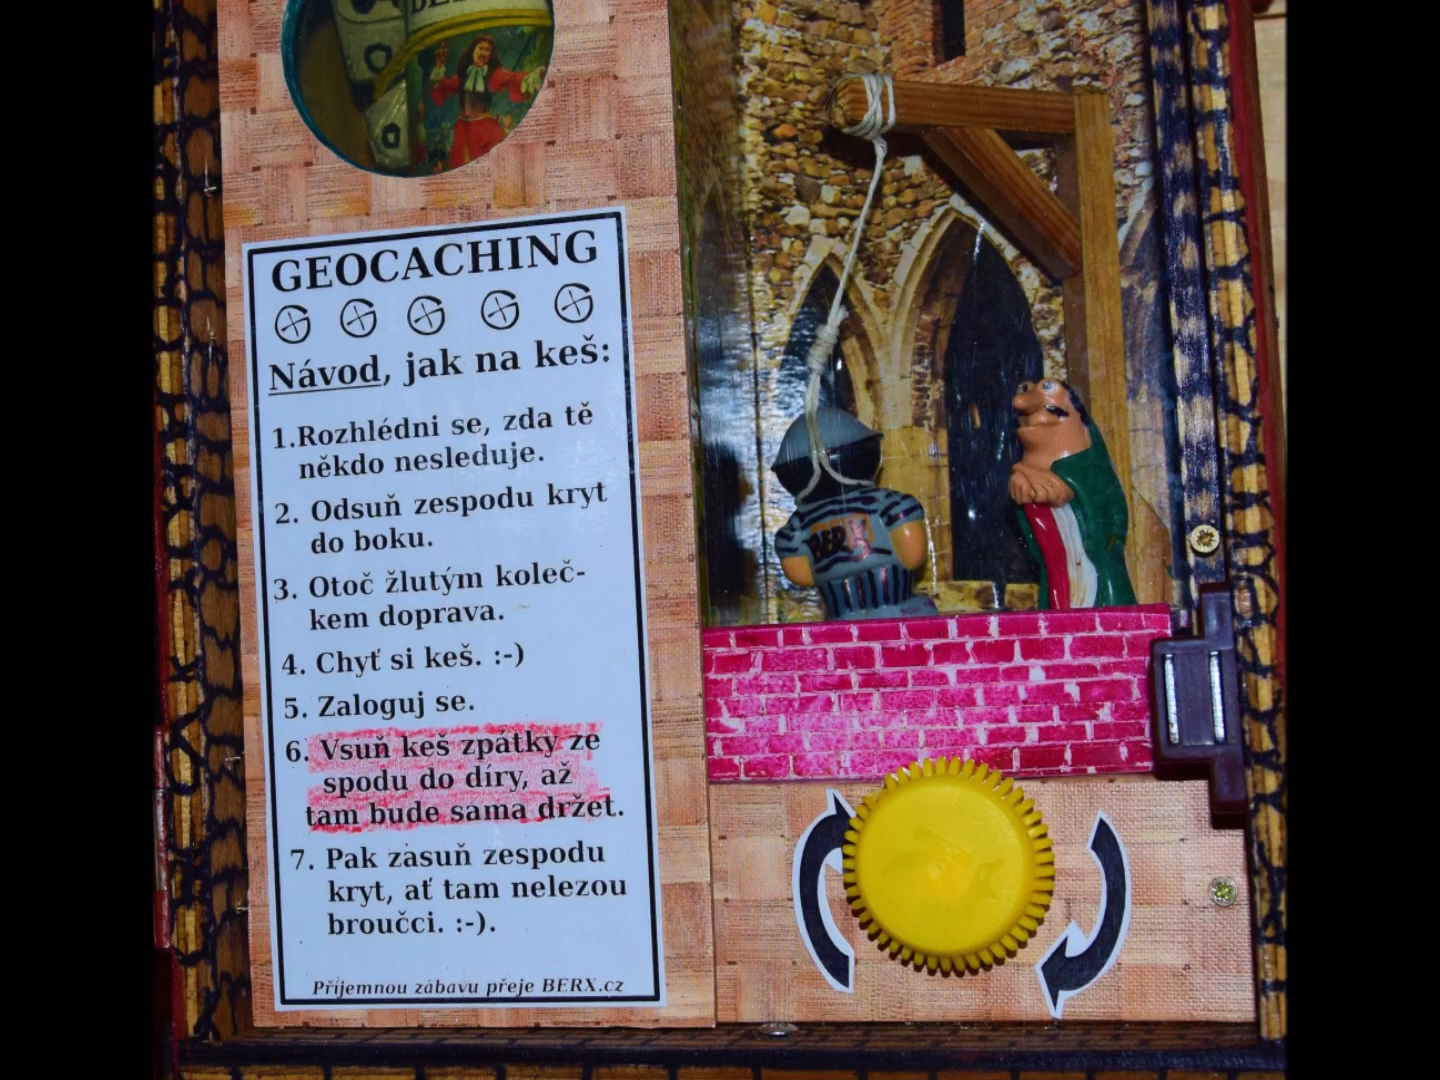 GEOCACHING
Návod, jak na keš:
1.Rozhlédni se, zda tě
někdo nesleduje.
2. Odsuň zespodu kryt
do boku.
3. Otoč žlutým koleč-
kem doprava.
4. Chyť si keš. :-)
5. Zaloguj se.
6. Vsuň keš zpátky ze
spodu do díry, až
tam bude sama držet.
7. Pak zasuň zespodu
kryt, ať tam nelezou
broučci. :-).
Příjemnou zábavu přeje BERX.cz
BERX